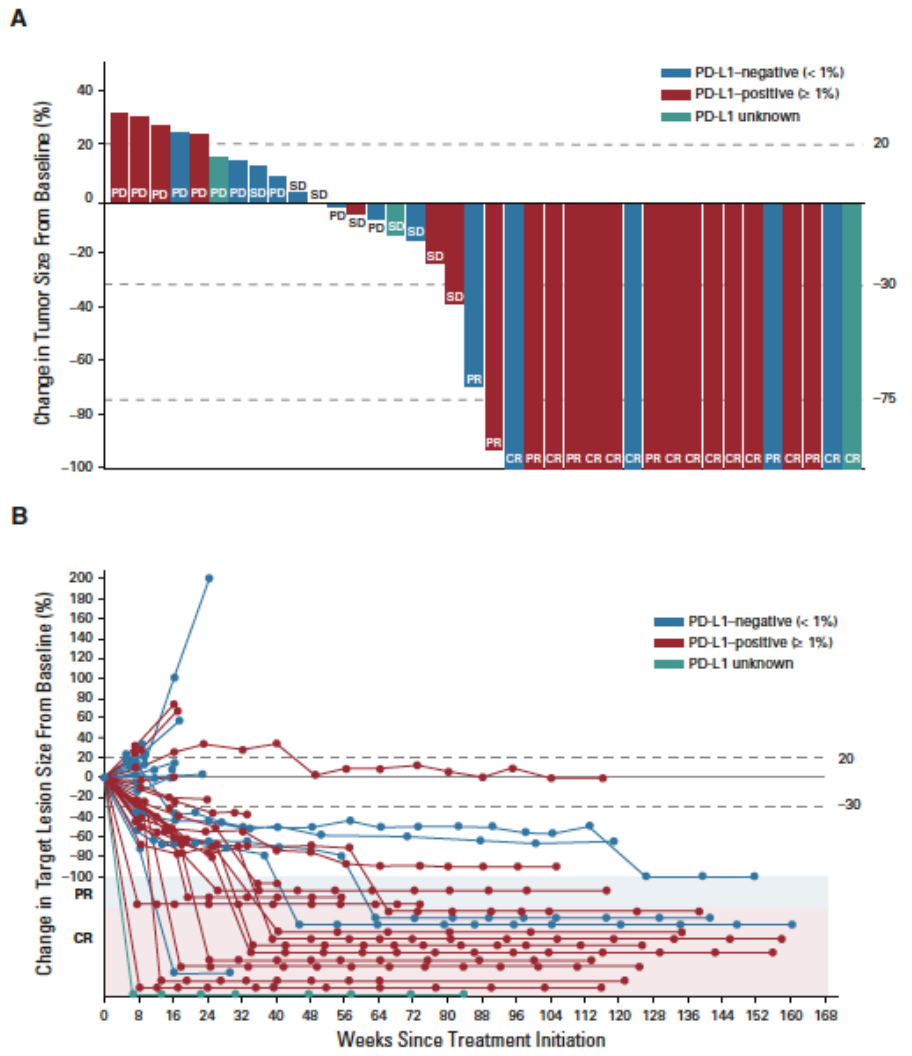 A
Change in Tumor Size From Baseline (%)
40
20
0
–20
–40
–60
–80
–100
PD-L1–negative (< 1%)
PD-L1–positive (≥ 1%)
PD-L1 unknown
20
–30
–75
PD PD PD PD PD PD PD SD PD SD SD
PD SD PD SD SD SD SD PR PR
CR PR CR PR CR CR CR PR CR CR CR CR CR PR CR PR CR CR
B
Change in Target Lesion Size From Baseline (%)
200
180
160
140
120
100
80
60
40
20
0
–20
–40
–60
–80
–100
PR
CR
PD-L1–negative (< 1%)
PD-L1–positive (≥ 1%)
PD-L1 unknown
20
–30
0 8 16 24 32 40 48 56 64 72 80 88 96 104 112 120 128 136 144 152 160 168
Weeks Since Treatment Initiation